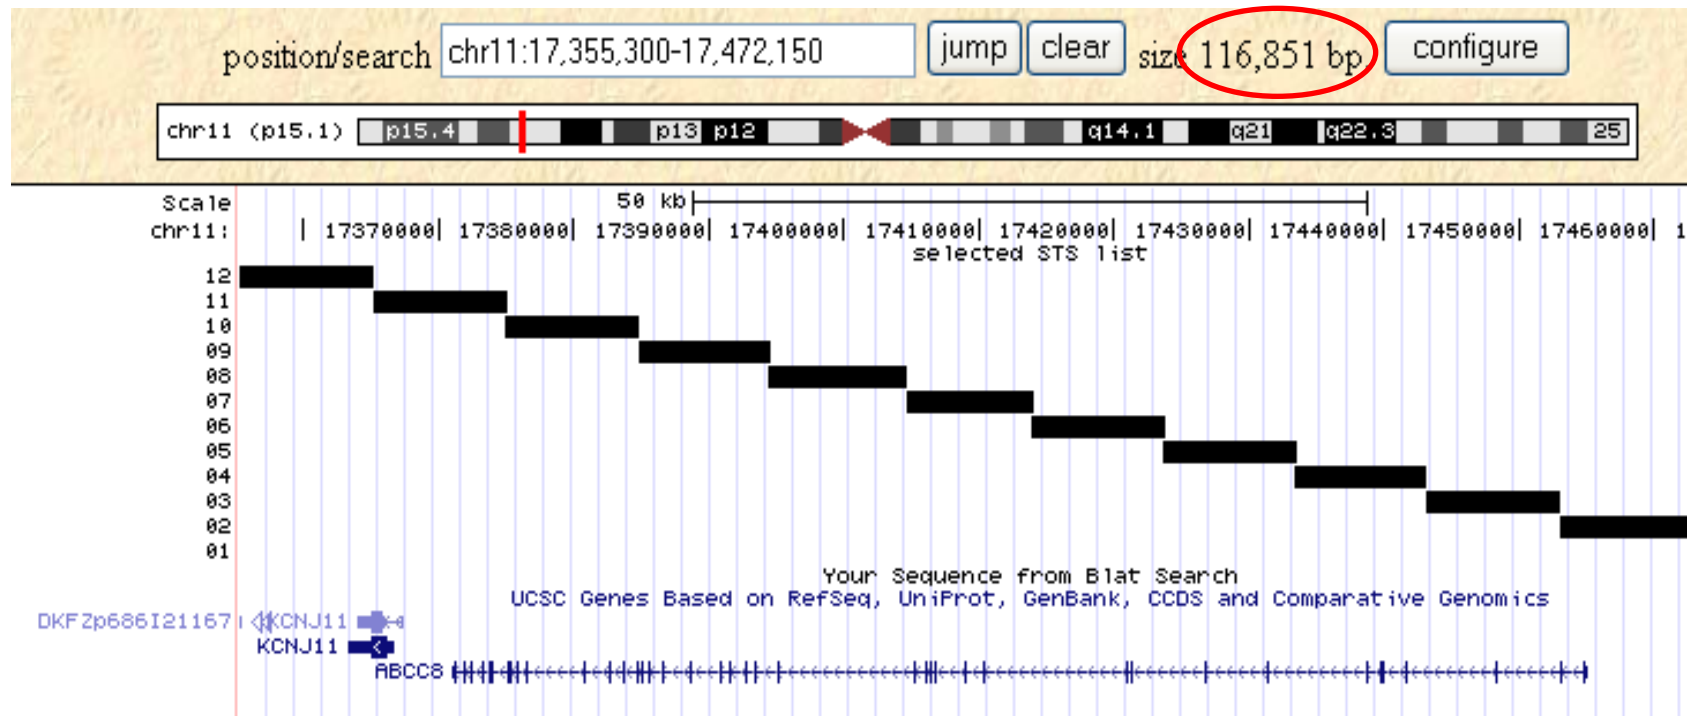 position/search chr11:17,355,300-17,472,150 jump clear size 116,851 bp. configure
chr11 (p15.1) p15.4 p13 p12 q14.1 q21 q22.3 25
Scale 50 kb
chr11: | 17370000| 17380000| 17390000| 17400000| 17410000| 17420000| 17430000| 17440000| 17450000| 17460000| 1
selected STS list
12
11
10
09
08
07
06
05
04
03
02
01
Your Sequence from Blat Search
UCSC Genes Based on RefSeq, UniProt, GenBank, CCDS and Comparative Genomics
DKFZp686I21167 KCNJ11
KCNJ11
ABCC8